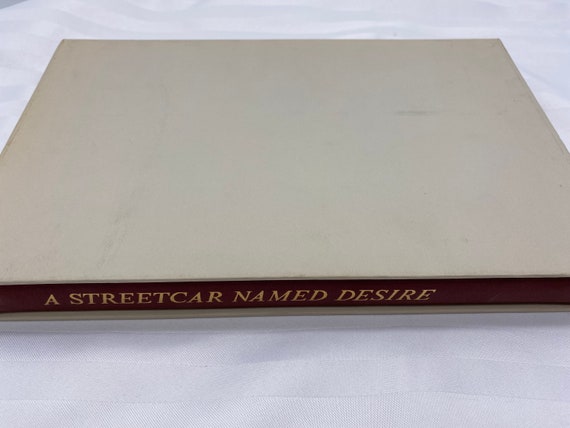 A STREETCAR NAMED DESIRE